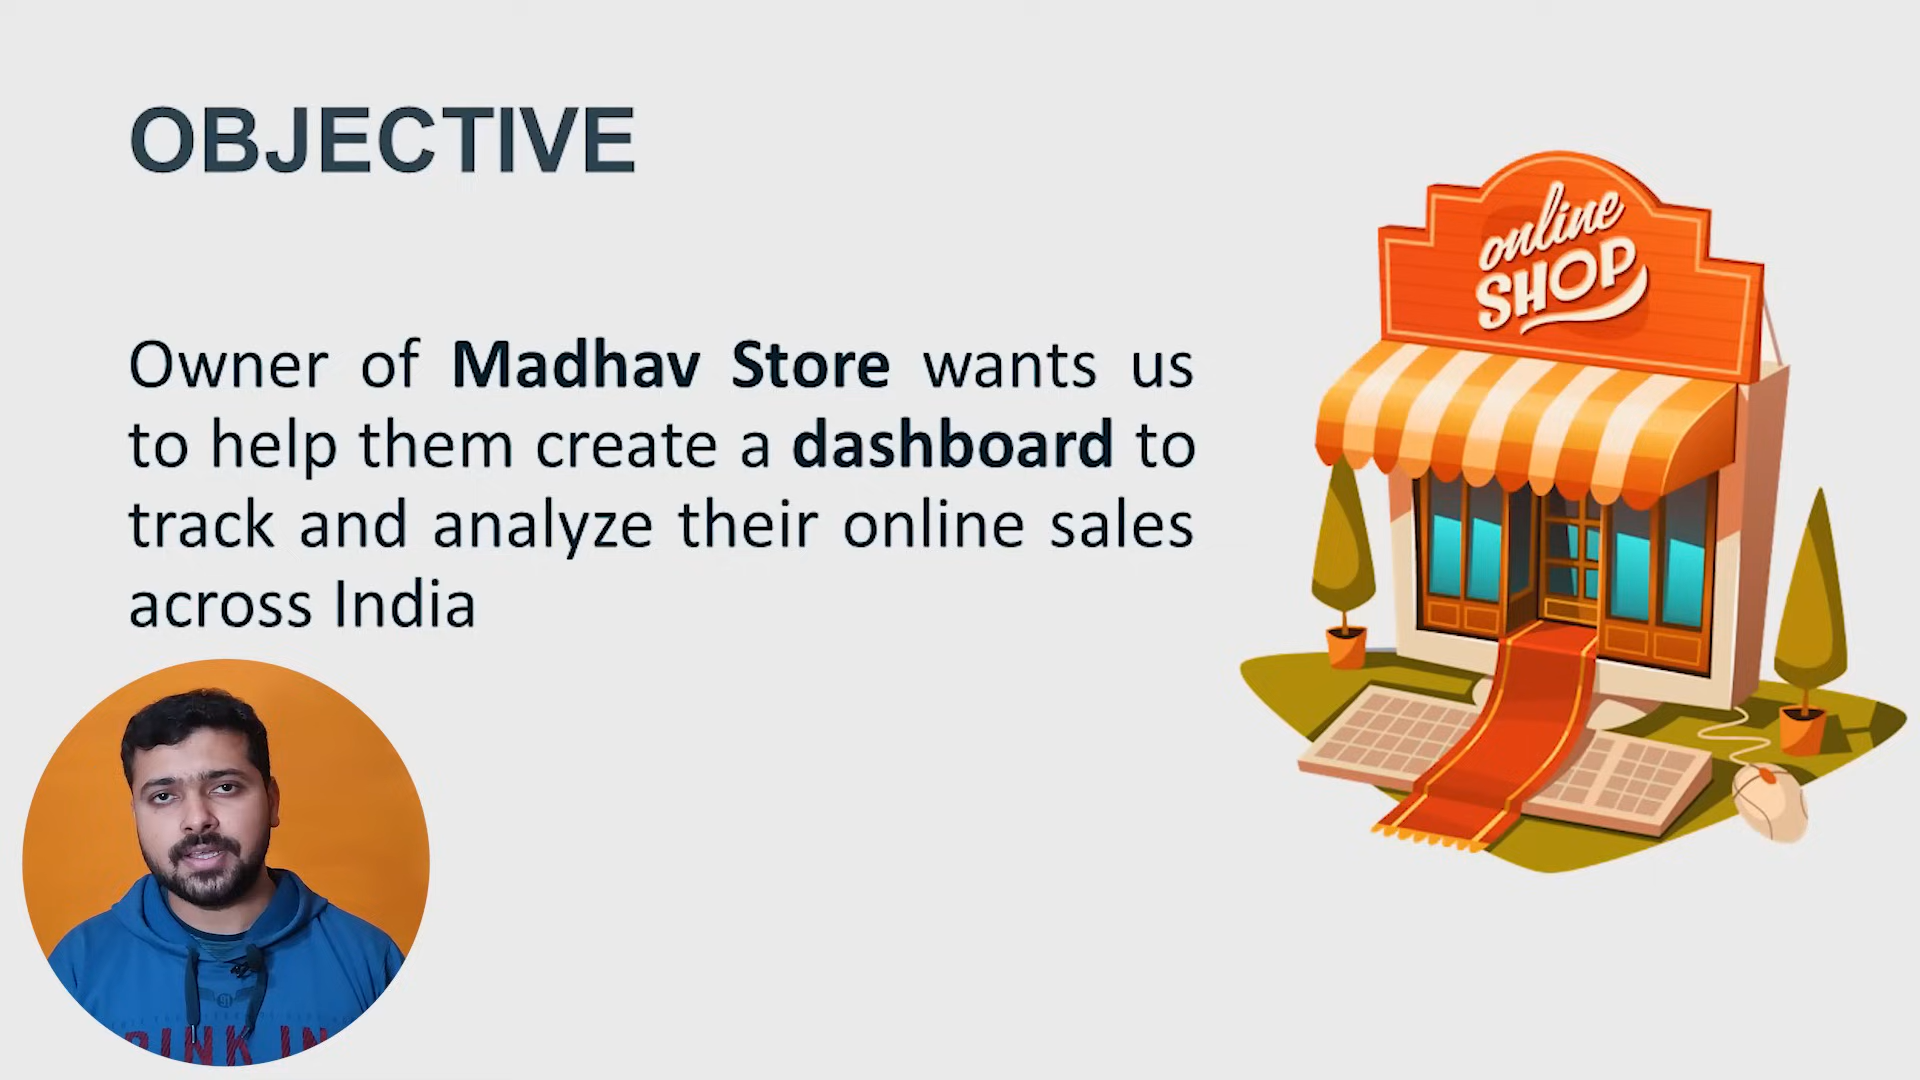 OBJECTIVE
online
SHOP
Owner of Madhav Store wants us
to help them create a dashboard to
track and analyze their online sales
across India